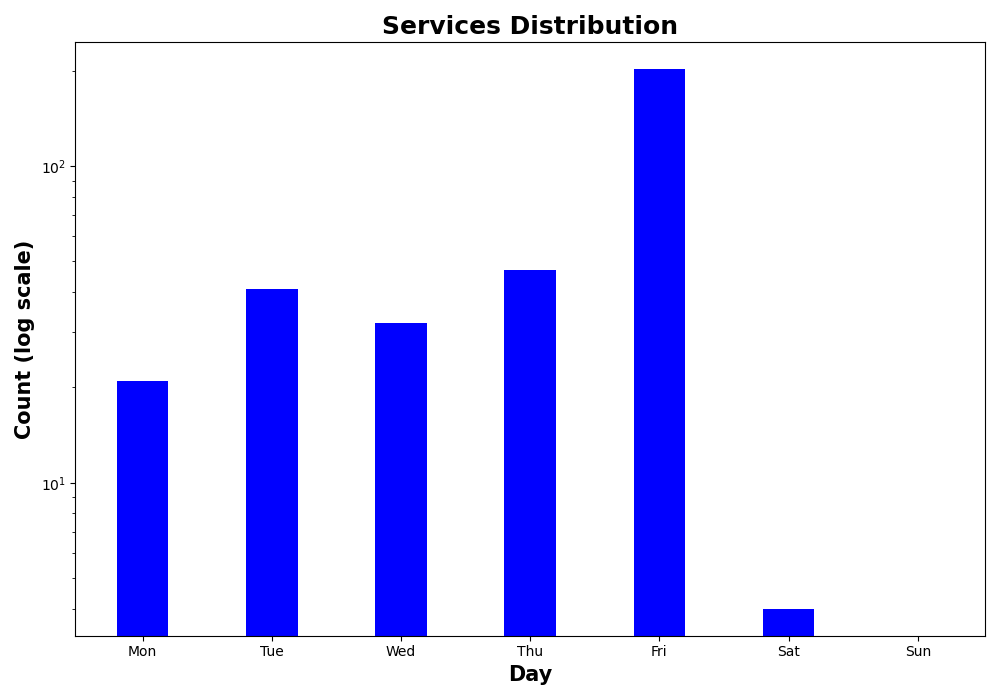 Services Distribution
Count (log scale)
10²
10¹
Mon Tue Wed Thu Fri Sat Sun
Day